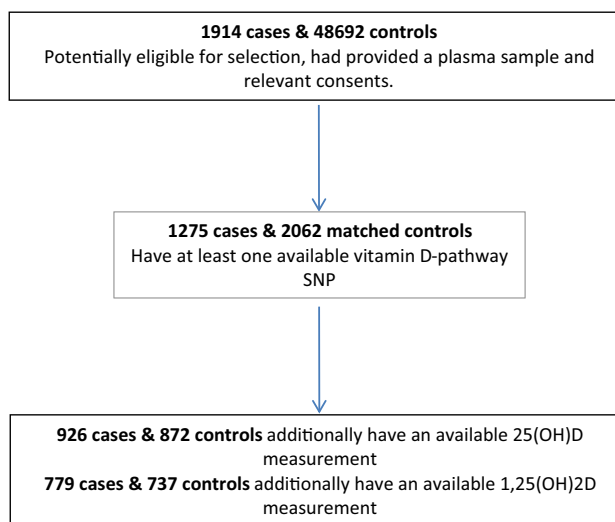 1914 cases & 48692 controls
Potentially eligible for selection, had provided a plasma sample and
relevant consents.
1275 cases & 2062 matched controls
Have at least one available vitamin D-pathway
SNP
926 cases & 872 controls additionally have an available 25(OH)D
measurement
779 cases & 737 controls additionally have an available 1,25(OH)2D
measurement